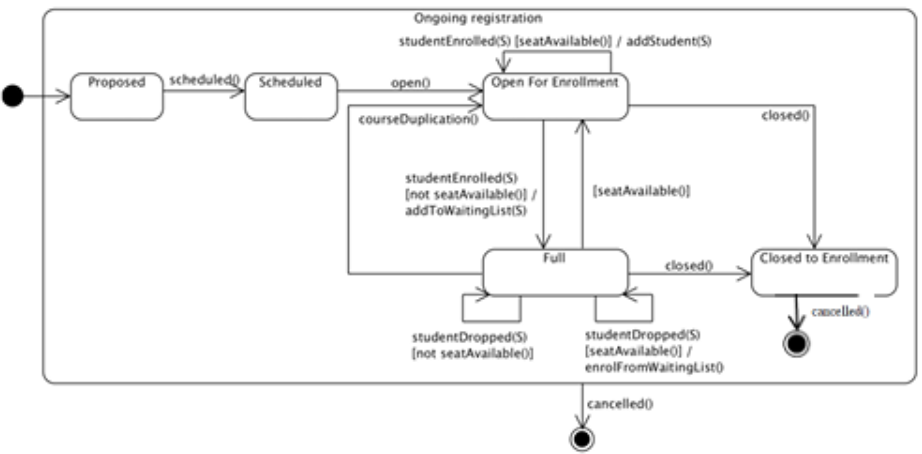 Ongoing registration
studentEnrolled(S) [seatAvailable()] / addStudent(S)
Proposed
scheduled()
Scheduled
open()
Open For Enrollment
courseDuplication()
closed()
studentEnrolled(S)
[not seatAvailable()] /
addToWaitingList(S)
[seatAvailable()]
Full
closed()
Closed to Enrollment
cancelled()
studentDropped(S)
[not seatAvailable()]
studentDropped(S)
[seatAvailable()] /
enrolFromWaitingList()
cancelled()